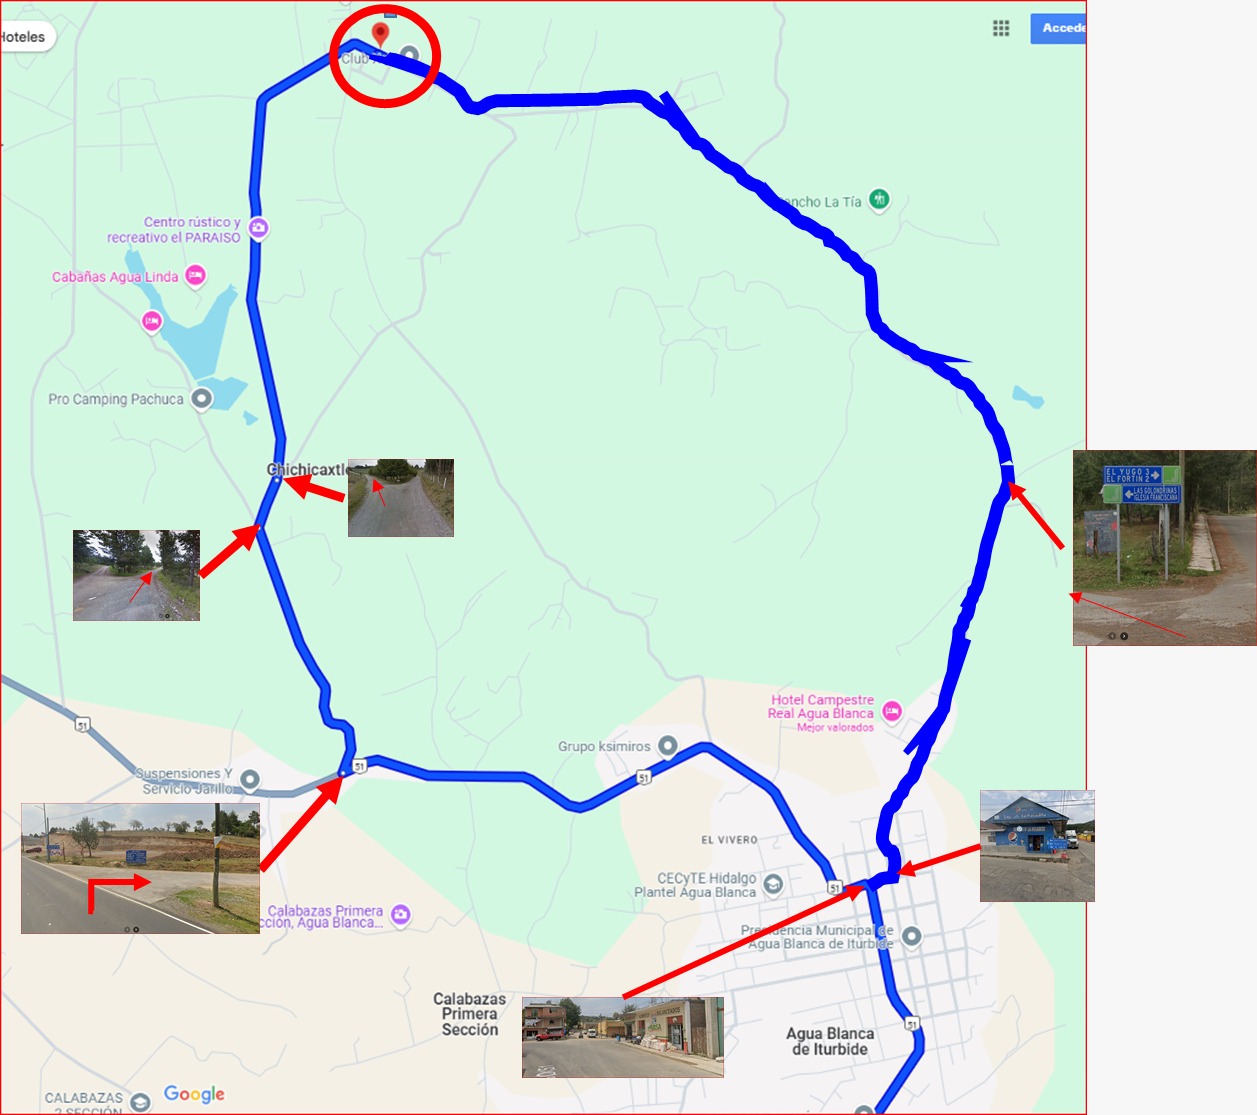 Hoteles
Accede
Club
Rancho La Tía
Centro rústico y
recreativo el PARAISO
Cabañas Agua Linda
Pro Camping Pachuca
Chichicaxtle
EL YUGO 3
EL FORTIN 2
LAS GOLONDRINAS
IGLESIA FRANCISCANA
51
Hotel Campestre
Real Agua Blanca
Mejor valorados
Grupo ksimiros
51
51
Suspensiones Y
Servicio Jarillo
EL VIVERO
CECyTE Hidalgo
Plantel Agua Blanca
51
Calabazas Primera
cción, Agua Blanca...
Presidencia Municipal de
Agua Blanca de Iturbide
Calabazas
Primera
Sección
51
Agua Blanca
de Iturbide
CALABAZAS
2 SECCIÓN
Google